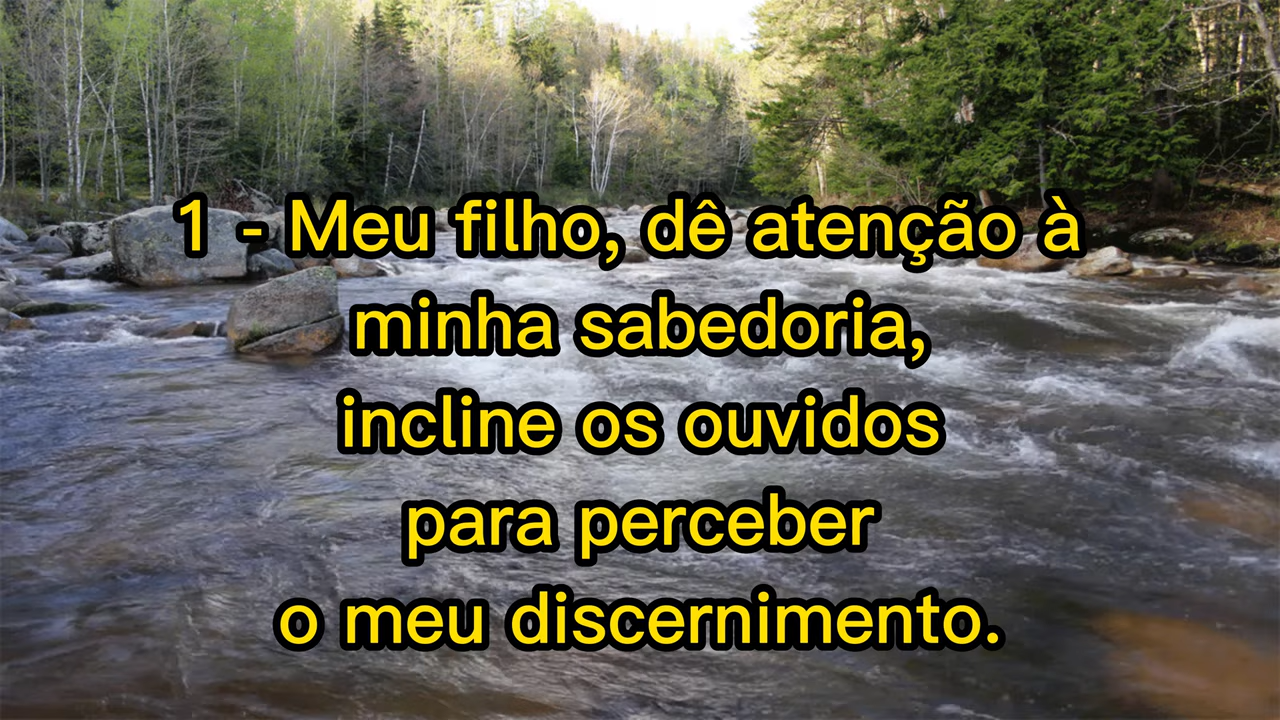 1 - Meu filho, dê atenção à
minha sabedoria,
incline os ouvidos
para perceber
o meu discernimento.